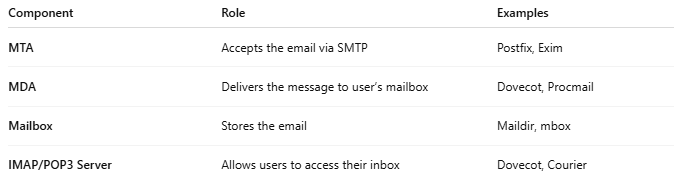 Component Role Examples
MTA Accepts the email via SMTP Postfix, Exim
MDA Delivers the message to user’s mailbox Dovecot, Procmail
Mailbox Stores the email Maildir, mbox
IMAP/POP3 Server Allows users to access their inbox Dovecot, Courier